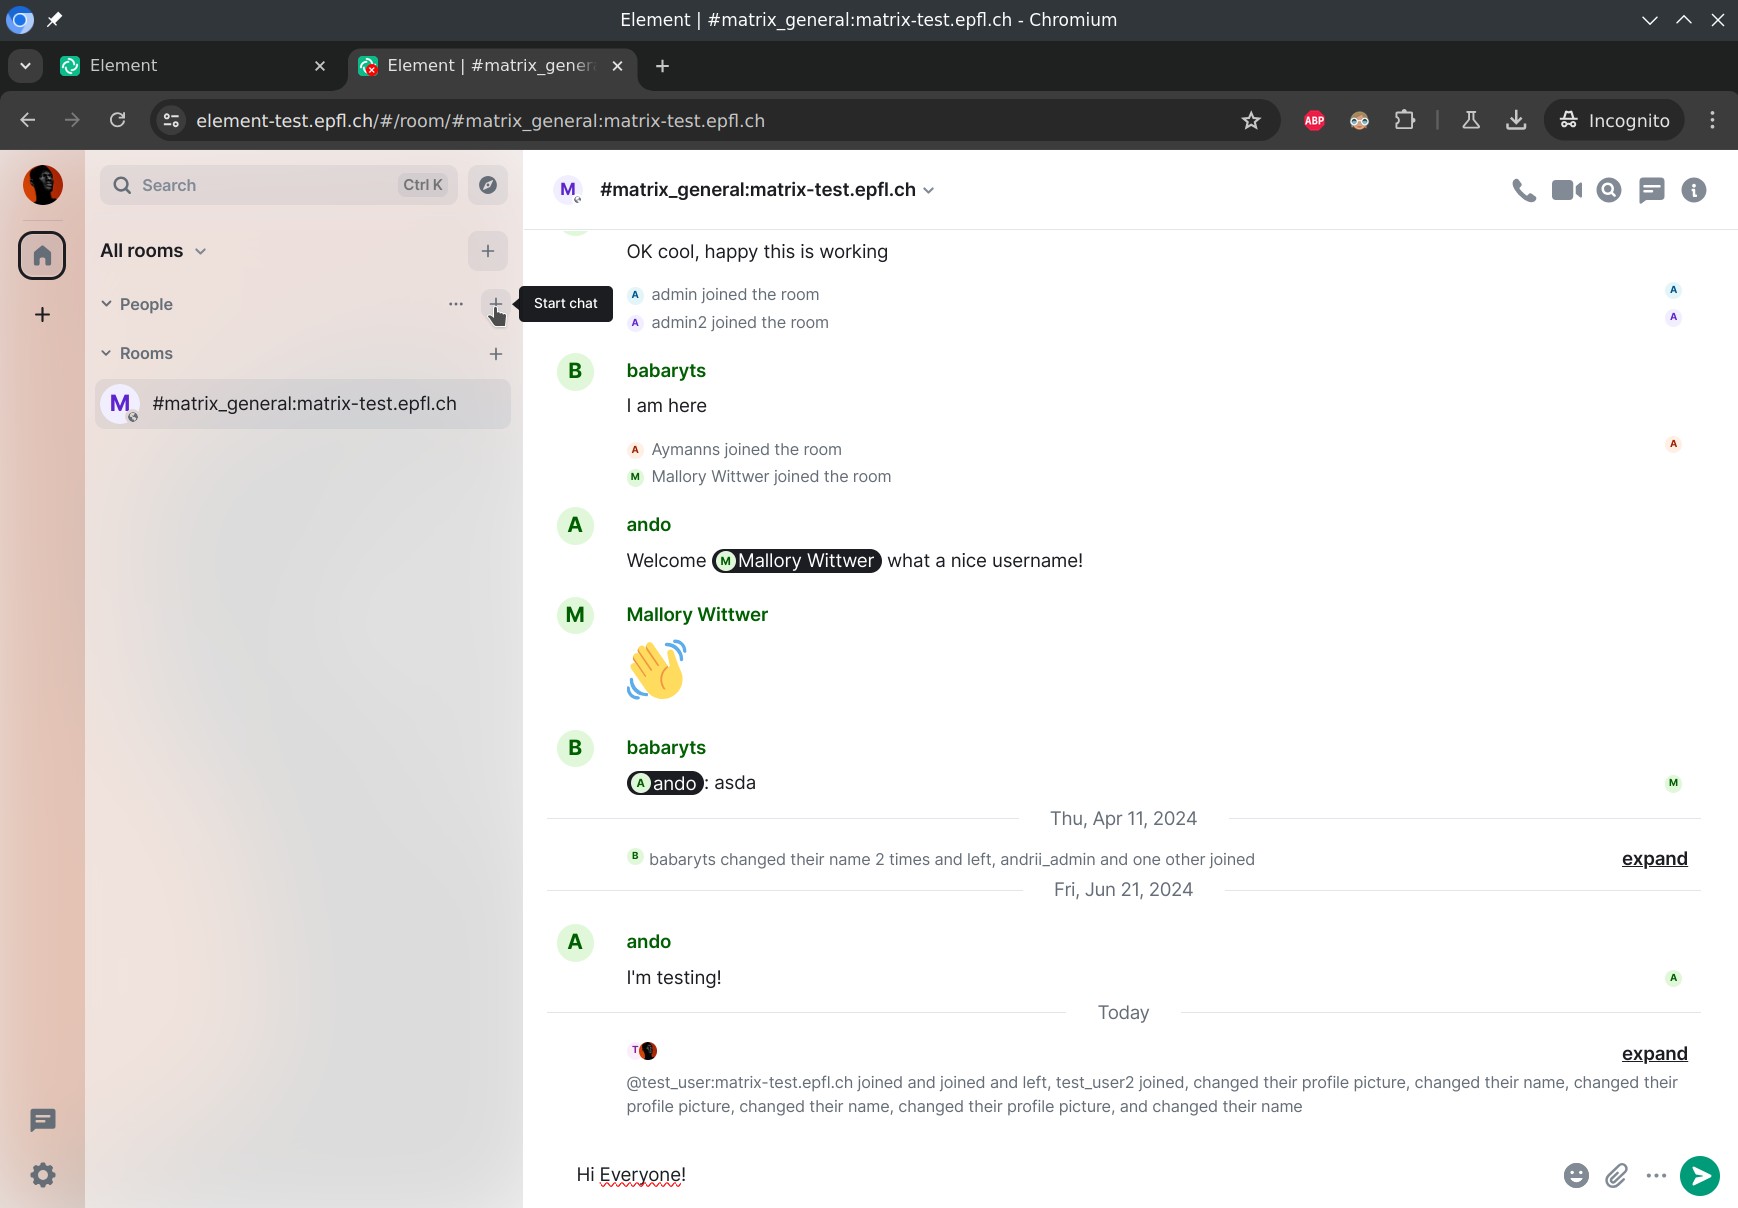 Element | #matrix_general:matrix-test.epfl.ch - Chromium
Element
Element | #matrix_gener
element-test.epfl.ch/#/room/#matrix_general:matrix-test.epfl.ch
ABP
Incognito
Search
Ctrl K
M
#matrix_general:matrix-test.epfl.ch
All rooms
People
Start chat
Rooms
M
#matrix_general:matrix-test.epfl.ch
OK cool, happy this is working
A admin joined the room A
A admin2 joined the room A
B babaryts
I am here
A Aymanns joined the room A
M Mallory Wittwer joined the room
A ando
Welcome M Mallory Wittwer what a nice username!
M Mallory Wittwer
B babaryts
A ando : asda M
Thu, Apr 11, 2024
B babaryts changed their name 2 times and left, andrii_admin and one other joined expand
Fri, Jun 21, 2024
A ando
I'm testing! A
Today
T expand
@test_user:matrix-test.epfl.ch joined and joined and left, test_user2 joined, changed their profile picture, changed their name, changed their
profile picture, changed their name, changed their profile picture, and changed their name
Hi Everyone!